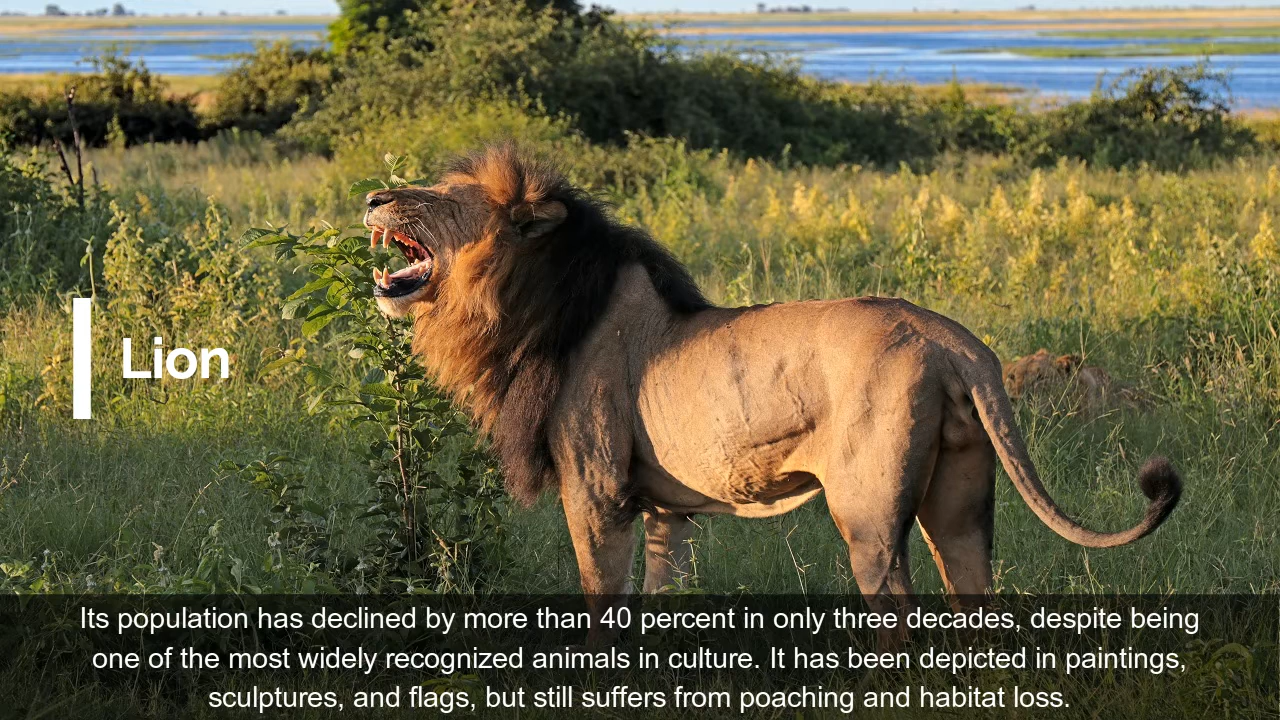 Lion
Its population has declined by more than 40 percent in only three decades, despite being
one of the most widely recognized animals in culture. It has been depicted in paintings,
sculptures, and flags, but still suffers from poaching and habitat loss.